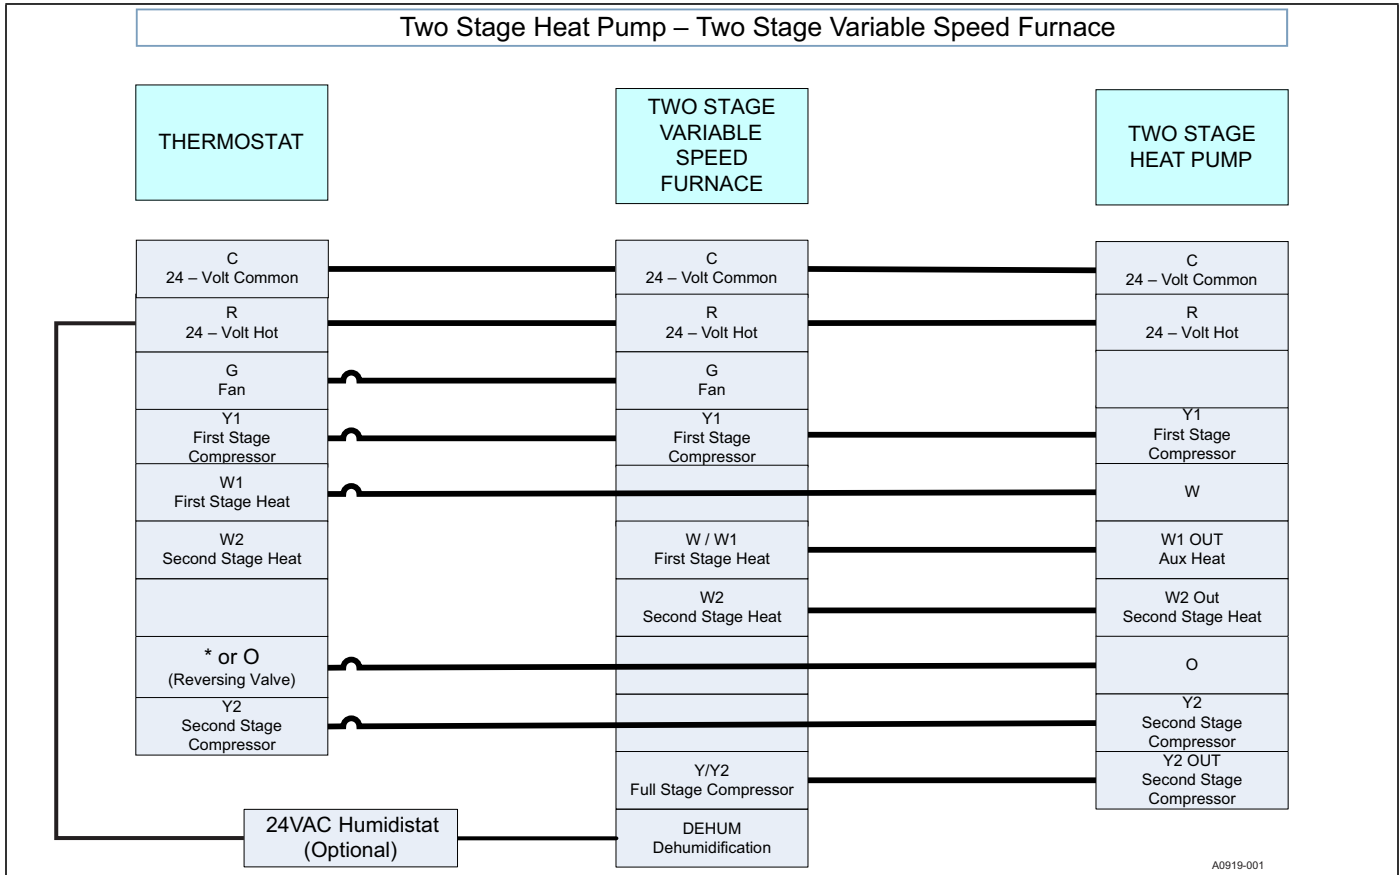 Two Stage Heat Pump – Two Stage Variable Speed Furnace
THERMOSTAT
TWO STAGE
VARIABLE
SPEED
FURNACE
TWO STAGE
HEAT PUMP
C
24 – Volt Common
C
24 – Volt Common
C
24 – Volt Common
R
24 – Volt Hot
R
24 – Volt Hot
R
24 – Volt Hot
G
Fan
G
Fan
Y1
First Stage
Compressor
Y1
First Stage
Compressor
Y1
First Stage
Compressor
W1
First Stage Heat
W
W2
Second Stage Heat
W / W1
First Stage Heat
W1 OUT
Aux Heat
W2
Second Stage Heat
W2 Out
Second Stage Heat
* or O
(Reversing Valve)
O
Y2
Second Stage
Compressor
Y2
Second Stage
Compressor
Y/Y2
Full Stage Compressor
Y2 OUT
Second Stage
Compressor
24VAC Humidistat
(Optional)
DEHUM
Dehumidification
A0919-001